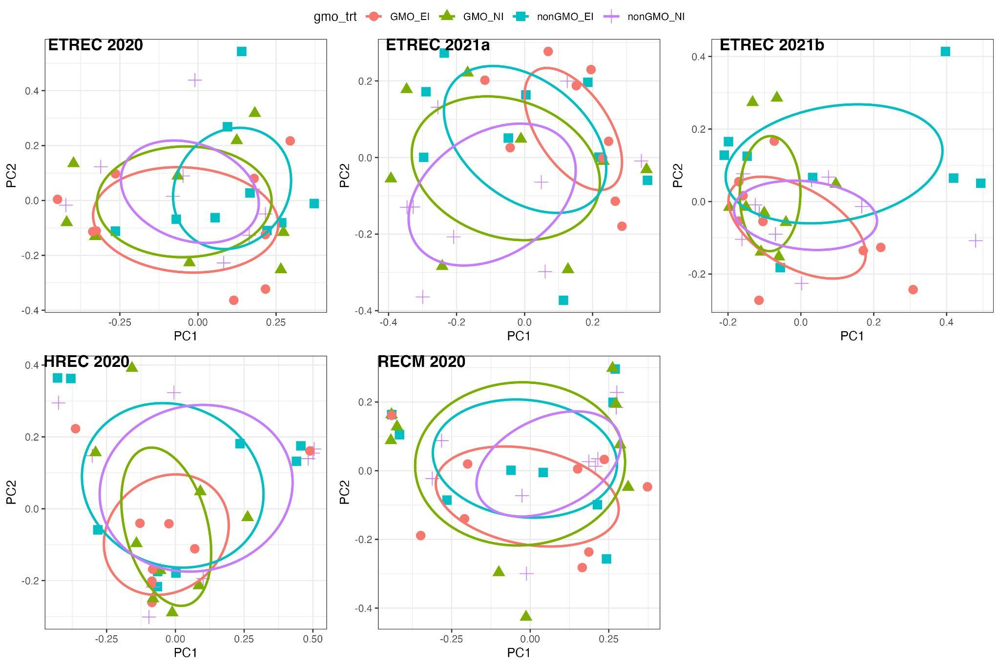 gmo_trt GMO_EI GMO_NI nonGMO_EI nonGMO_NI
ETREC 2020
0.4
0.2
0.0
-0.2
-0.4
PC2
-0.25 0.00 0.25
PC1
ETREC 2021a
0.2
0.0
-0.2
-0.4
PC2
-0.4 -0.2 0.0 0.2
PC1
ETREC 2021b
0.4
0.2
0.0
-0.2
PC2
-0.2 0.0 0.2 0.4
PC1
HREC 2020
0.4
0.2
0.0
-0.2
PC2
-0.25 0.00 0.25 0.50
PC1
RECM 2020
0.2
0.0
-0.2
-0.4
PC2
-0.25 0.00 0.25
PC1